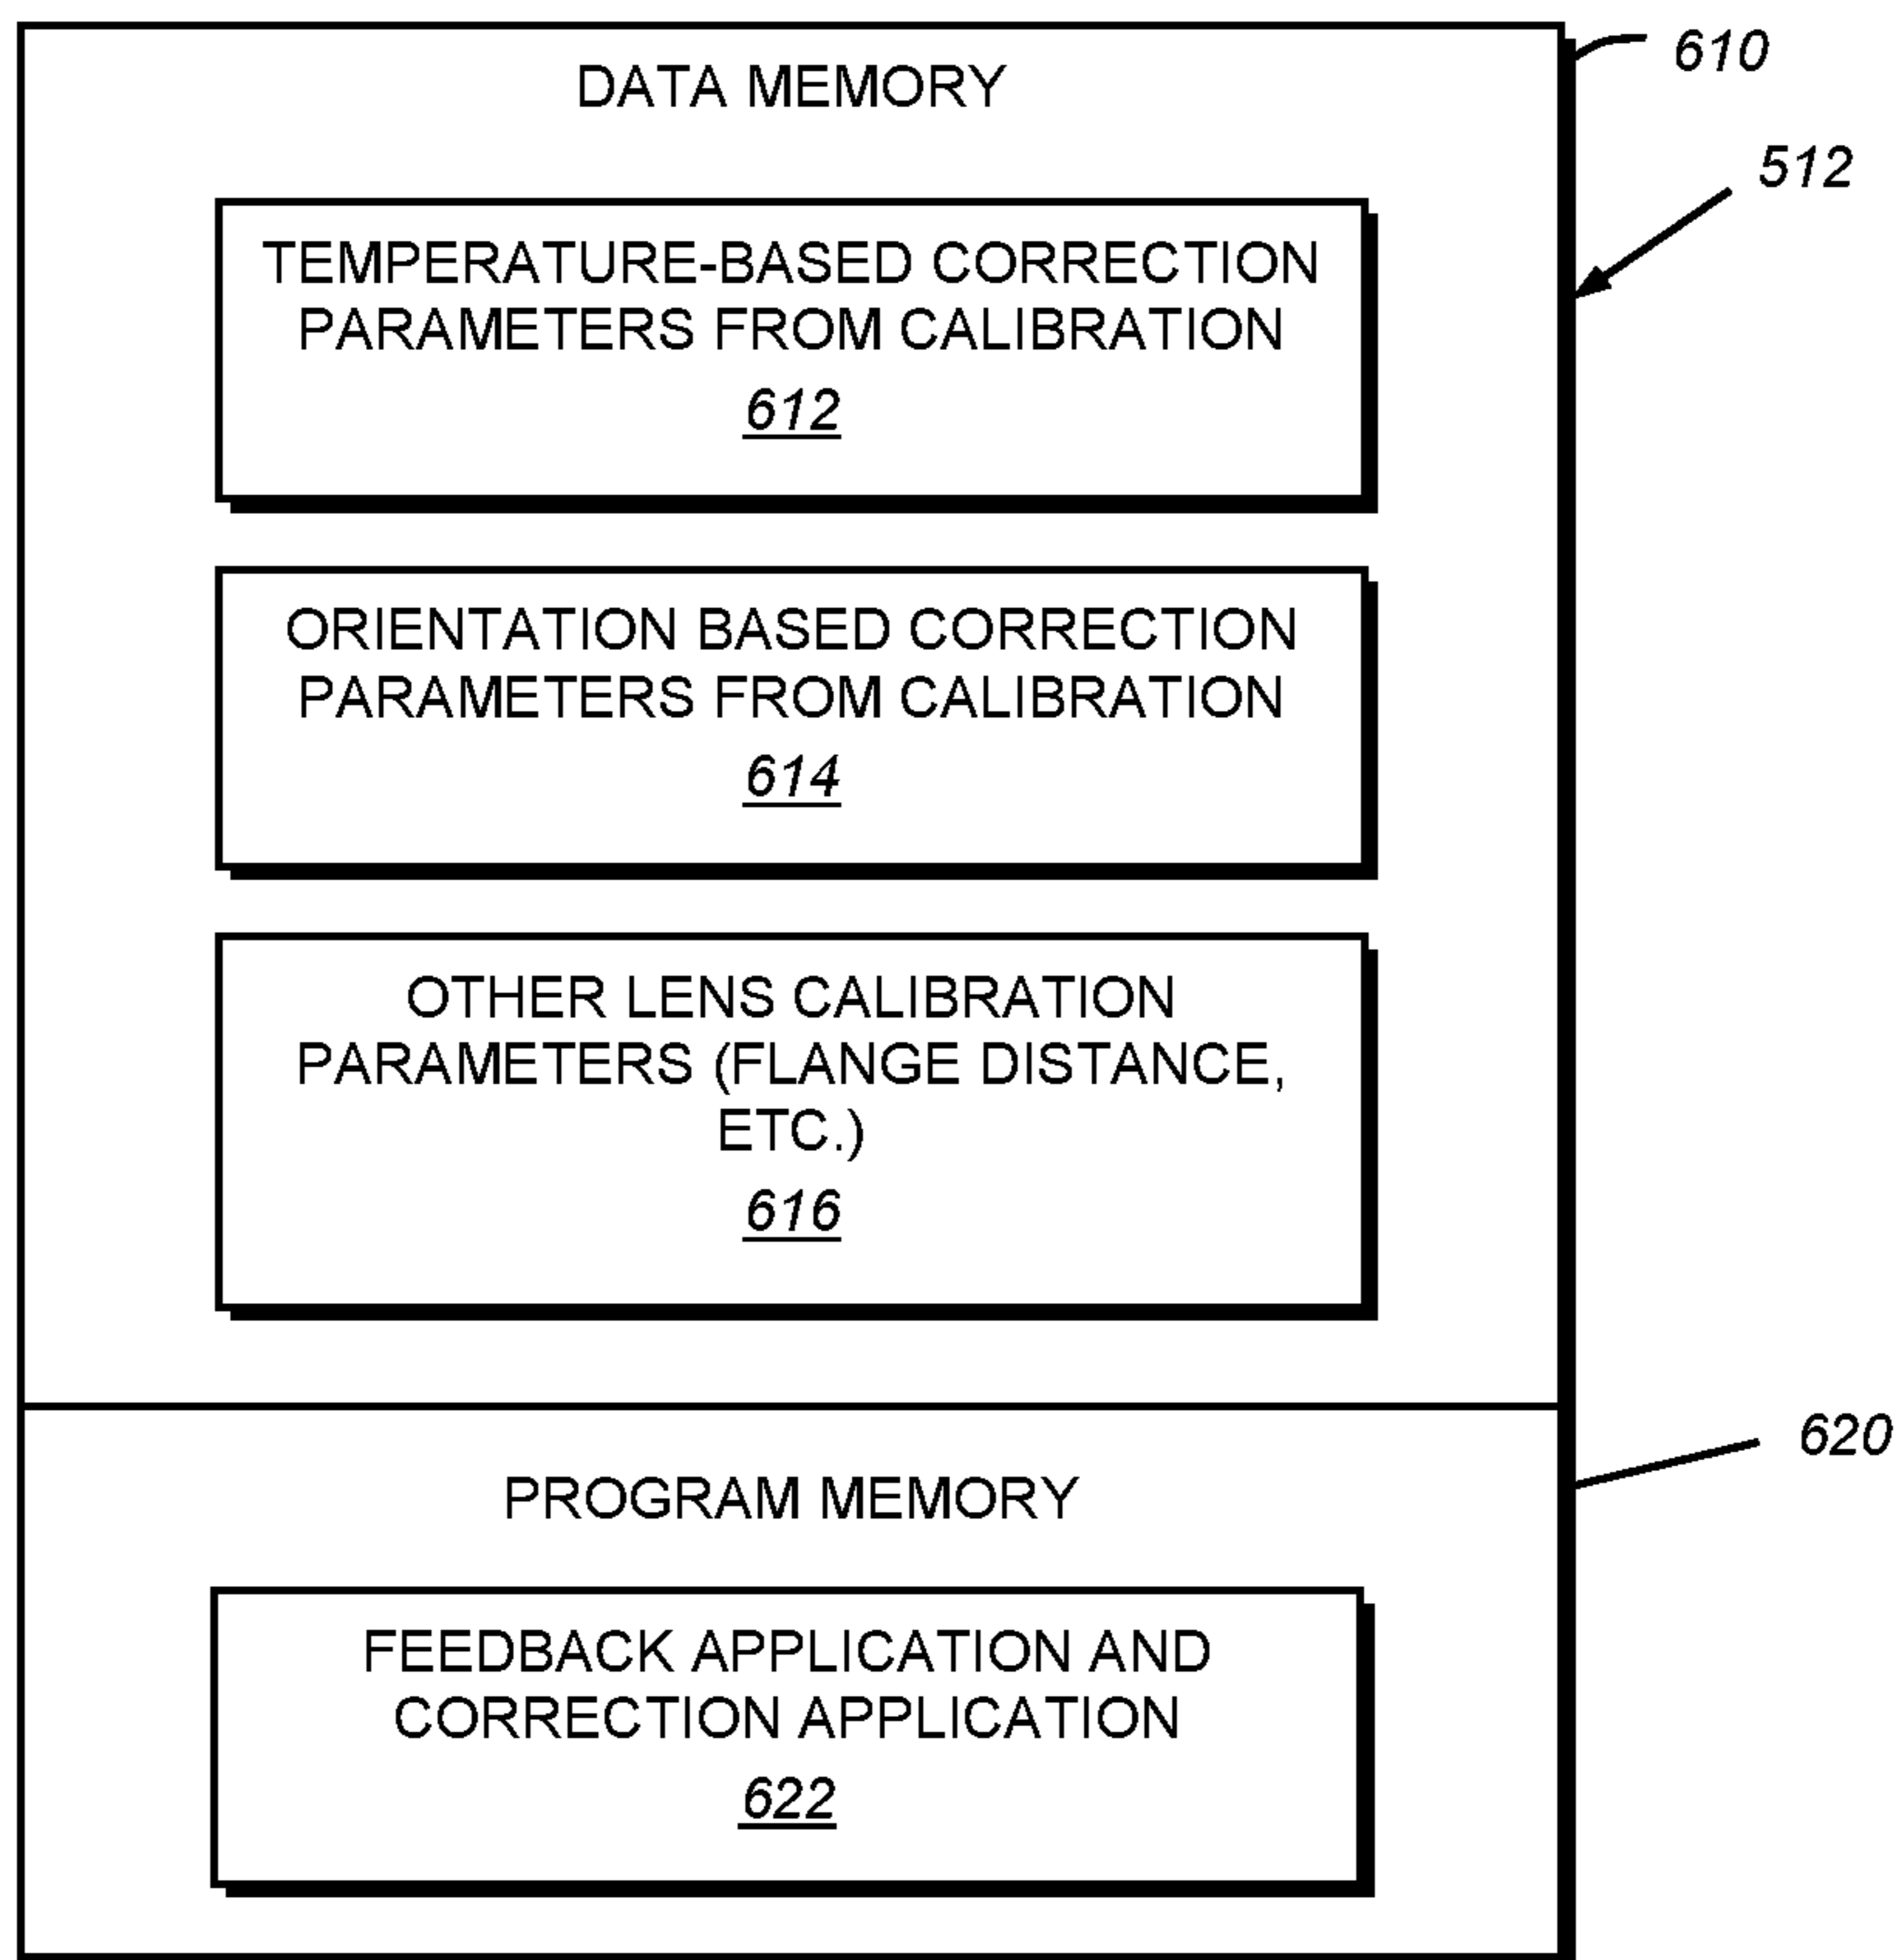 DATA MEMORY
610
512
TEMPERATURE-BASED CORRECTION
PARAMETERS FROM CALIBRATION
612
ORIENTATION BASED CORRECTION
PARAMETERS FROM CALIBRATION
614
OTHER LENS CALIBRATION
PARAMETERS (FLANGE DISTANCE,
ETC.)
616
620
PROGRAM MEMORY
FEEDBACK APPLICATION AND
CORRECTION APPLICATION
622